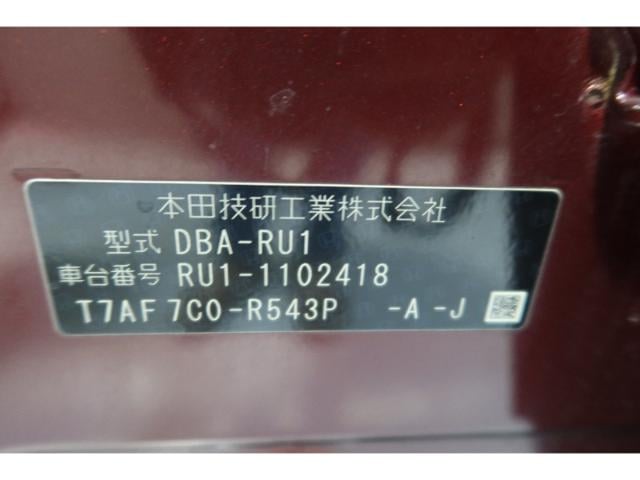 本田技研工業株式会社
型式 DBA-RU1
車台番号 RU1-1102418
T7AF 7C0-R543P -A -J